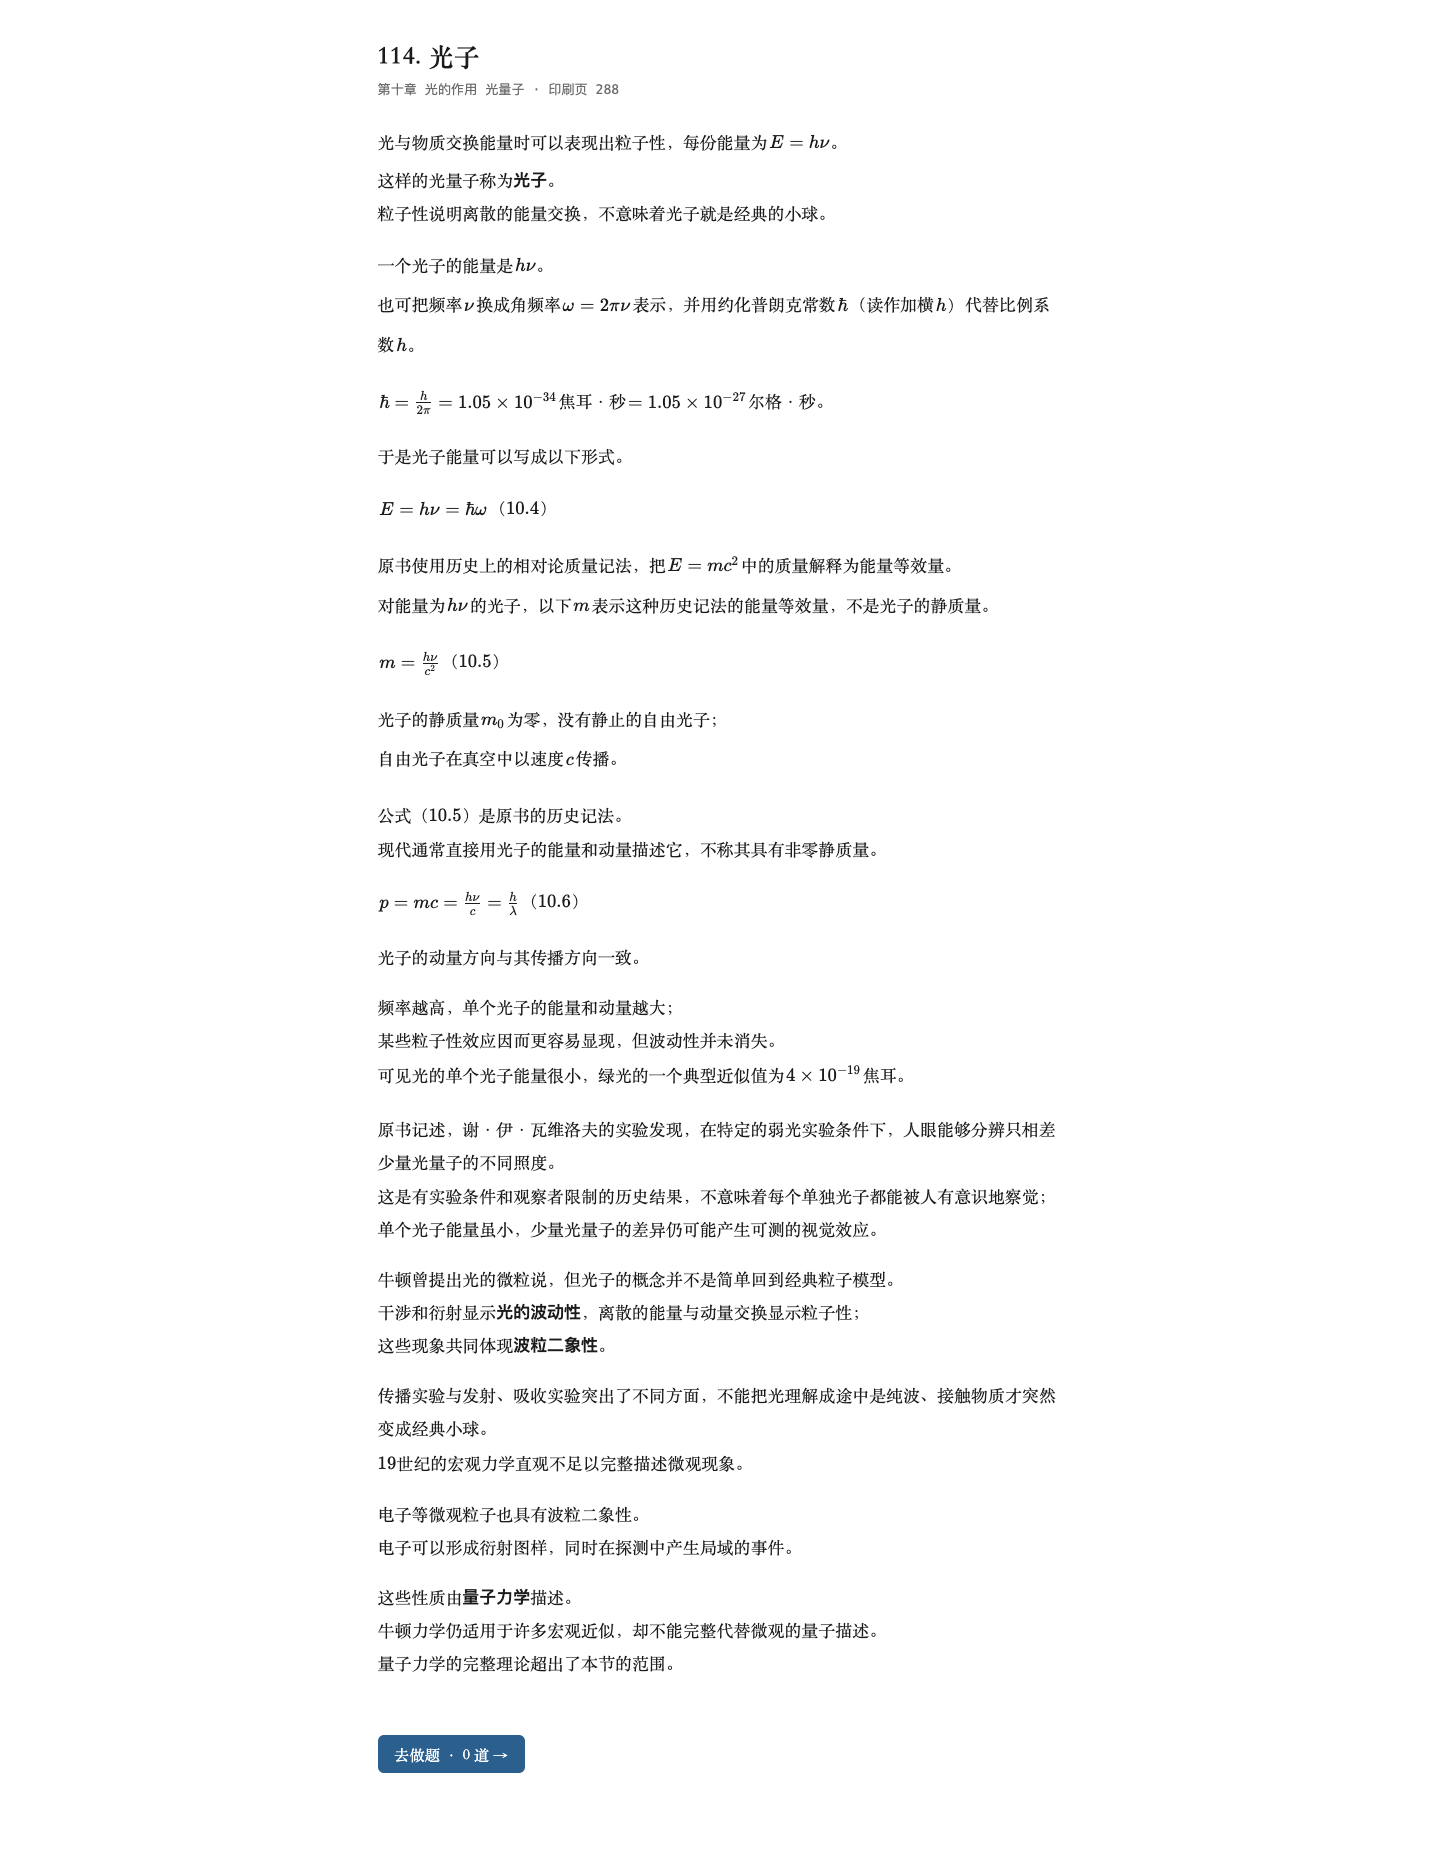 114. 光子
第十章 光的作用 光量子 · 印刷页 288
光与物质交换能量时可以表现出粒子性，每份能量为E = hν。
这样的光量子称为光子。
粒子性说明离散的能量交换，不意味着光子就是经典的小球。
一个光子的能量是hν。
也可把频率ν换成角频率ω = 2πν表示，并用约化普朗克常数ħ（读作加横h）代替比例系
数h。
ħ = h/2π = 1.05 × 10⁻³⁴焦耳·秒= 1.05 × 10⁻²⁷尔格·秒。
于是光子能量可以写成以下形式。
E = hν = ħω（10.4）
原书使用历史上的相对论质量记法，把E = mc²中的质量解释为能量等效量。
对能量为hν的光子，以下m表示这种历史记法的能量等效量，不是光子的静质量。
m = hν/c²（10.5）
光子的静质量m₀为零，没有静止的自由光子；
自由光子在真空中以速度c传播。
公式（10.5）是原书的历史记法。
现代通常直接用光子的能量和动量描述它，不称其具有非零静质量。
p = mc = hν/c = h/λ（10.6）
光子的动量方向与其传播方向一致。
频率越高，单个光子的能量和动量越大；
某些粒子性效应因而更容易显现，但波动性并未消失。
可见光的单个光子能量很小，绿光的一个典型近似值为4 × 10⁻¹⁹焦耳。
原书记述，谢·伊·瓦维洛夫的实验发现，在特定的弱光实验条件下，人眼能够分辨只相差
少量光量子的不同照度。
这是有实验条件和观察者限制的历史结果，不意味着每个单独光子都能被人有意识地察觉；
单个光子能量虽小，少量光量子的差异仍可能产生可测的视觉效应。
牛顿曾提出光的微粒说，但光子的概念并不是简单回到经典粒子模型。
干涉和衍射显示光的波动性，离散的能量与动量交换显示粒子性；
这些现象共同体现波粒二象性。
传播实验与发射、吸收实验突出了不同方面，不能把光理解成途中是纯波、接触物质才突然
变成经典小球。
19世纪的宏观力学直观不足以完整描述微观现象。
电子等微观粒子也具有波粒二象性。
电子可以形成衍射图样，同时在探测中产生局域的事件。
这些性质由量子力学描述。
牛顿力学仍适用于许多宏观近似，却不能完整代替微观的量子描述。
量子力学的完整理论超出了本节的范围。
去做题 · 0 道 →